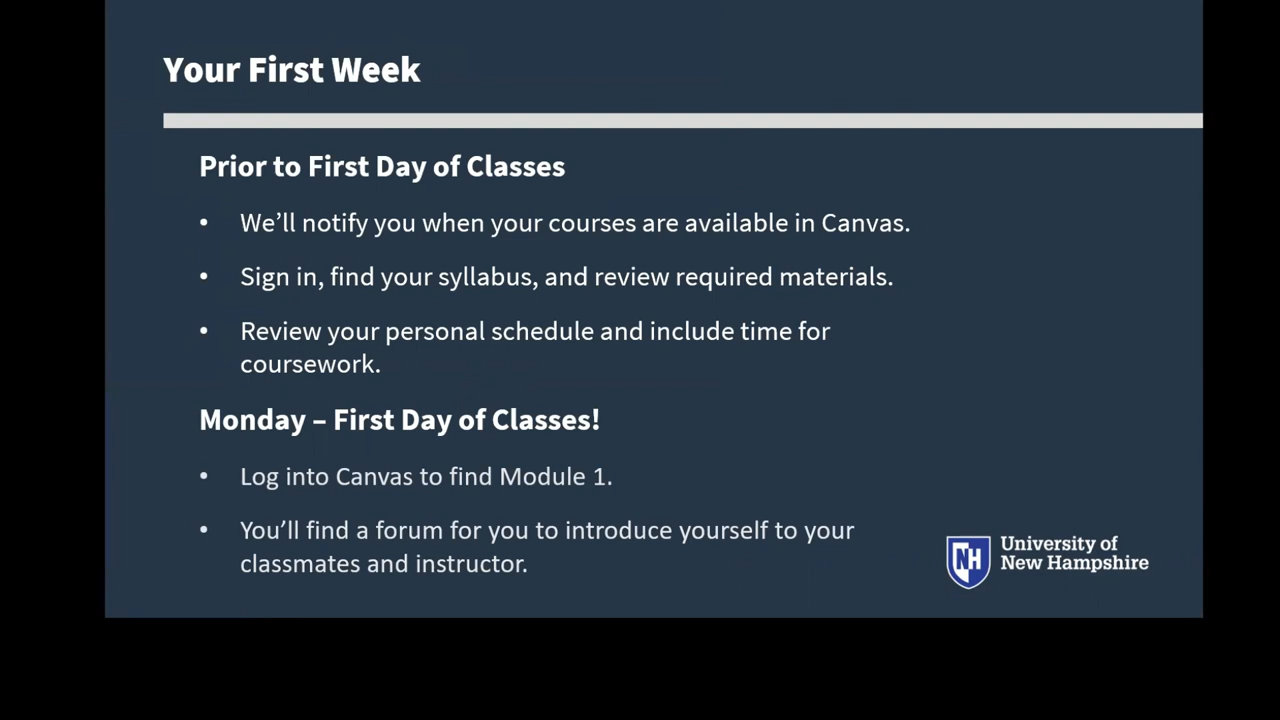 Your First Week
Prior to First Day of Classes
• We’ll notify you when your courses are available in Canvas.
• Sign in, find your syllabus, and review required materials.
• Review your personal schedule and include time for
coursework.
Monday – First Day of Classes!
• Log into Canvas to find Module 1.
• You’ll find a forum for you to introduce yourself to your
classmates and instructor.
NH
University of
New Hampshire